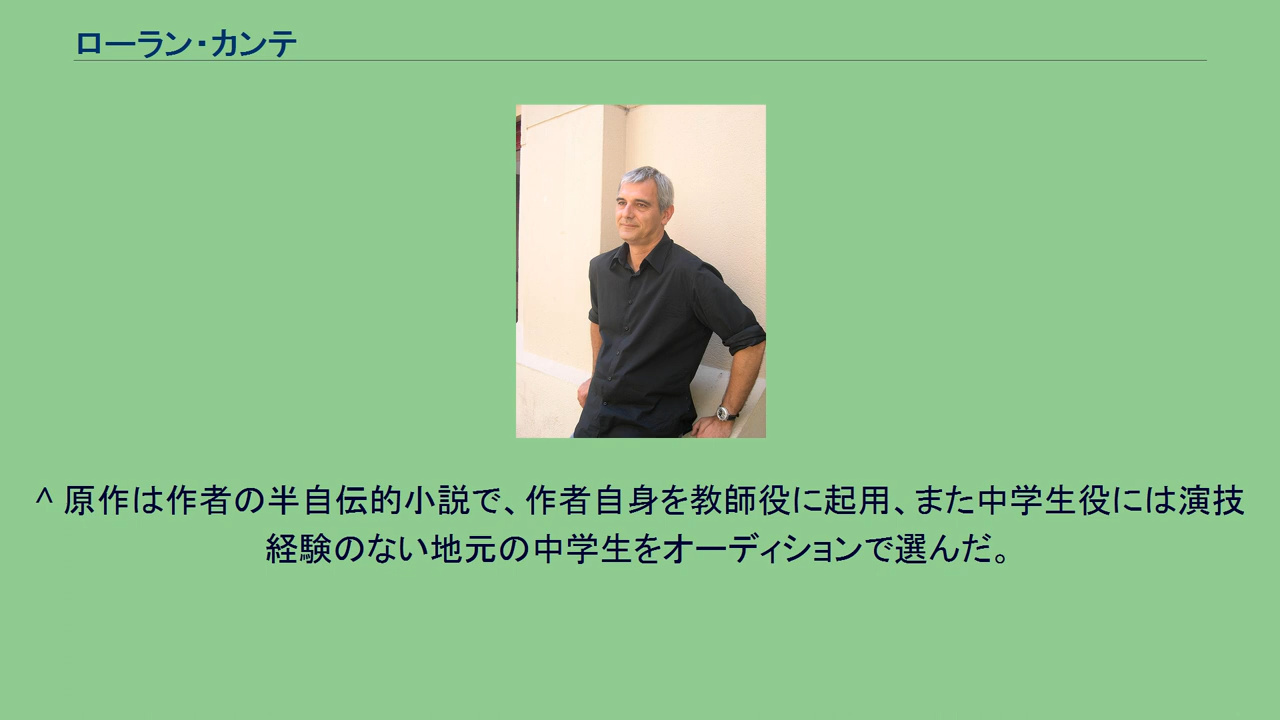 ローラン・カンテ
^ 原作は作者の半自伝的小説で、作者自身を教師役に起用、また中学生役には演技
経験のない地元の中学生をオーディションで選んだ。